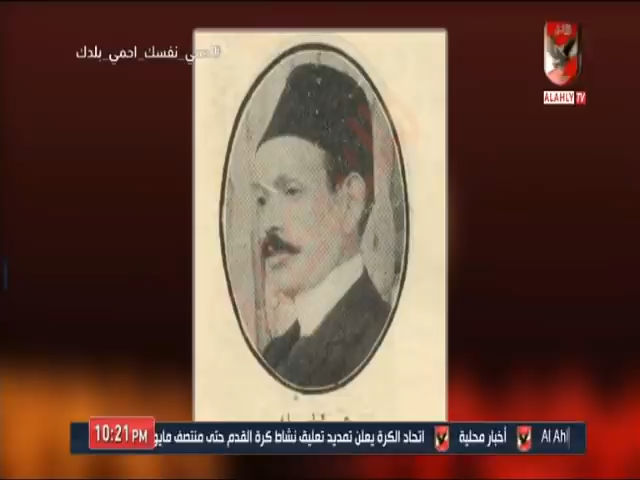 احمي_نفسك_احمي_بلدك#
ALAHLY TV
10:21 PM
اتحاد الكرة يعلن تمديد تعليق نشاط كرة القدم حتى منتصف مايو
أخبار محلية
Al Ahl